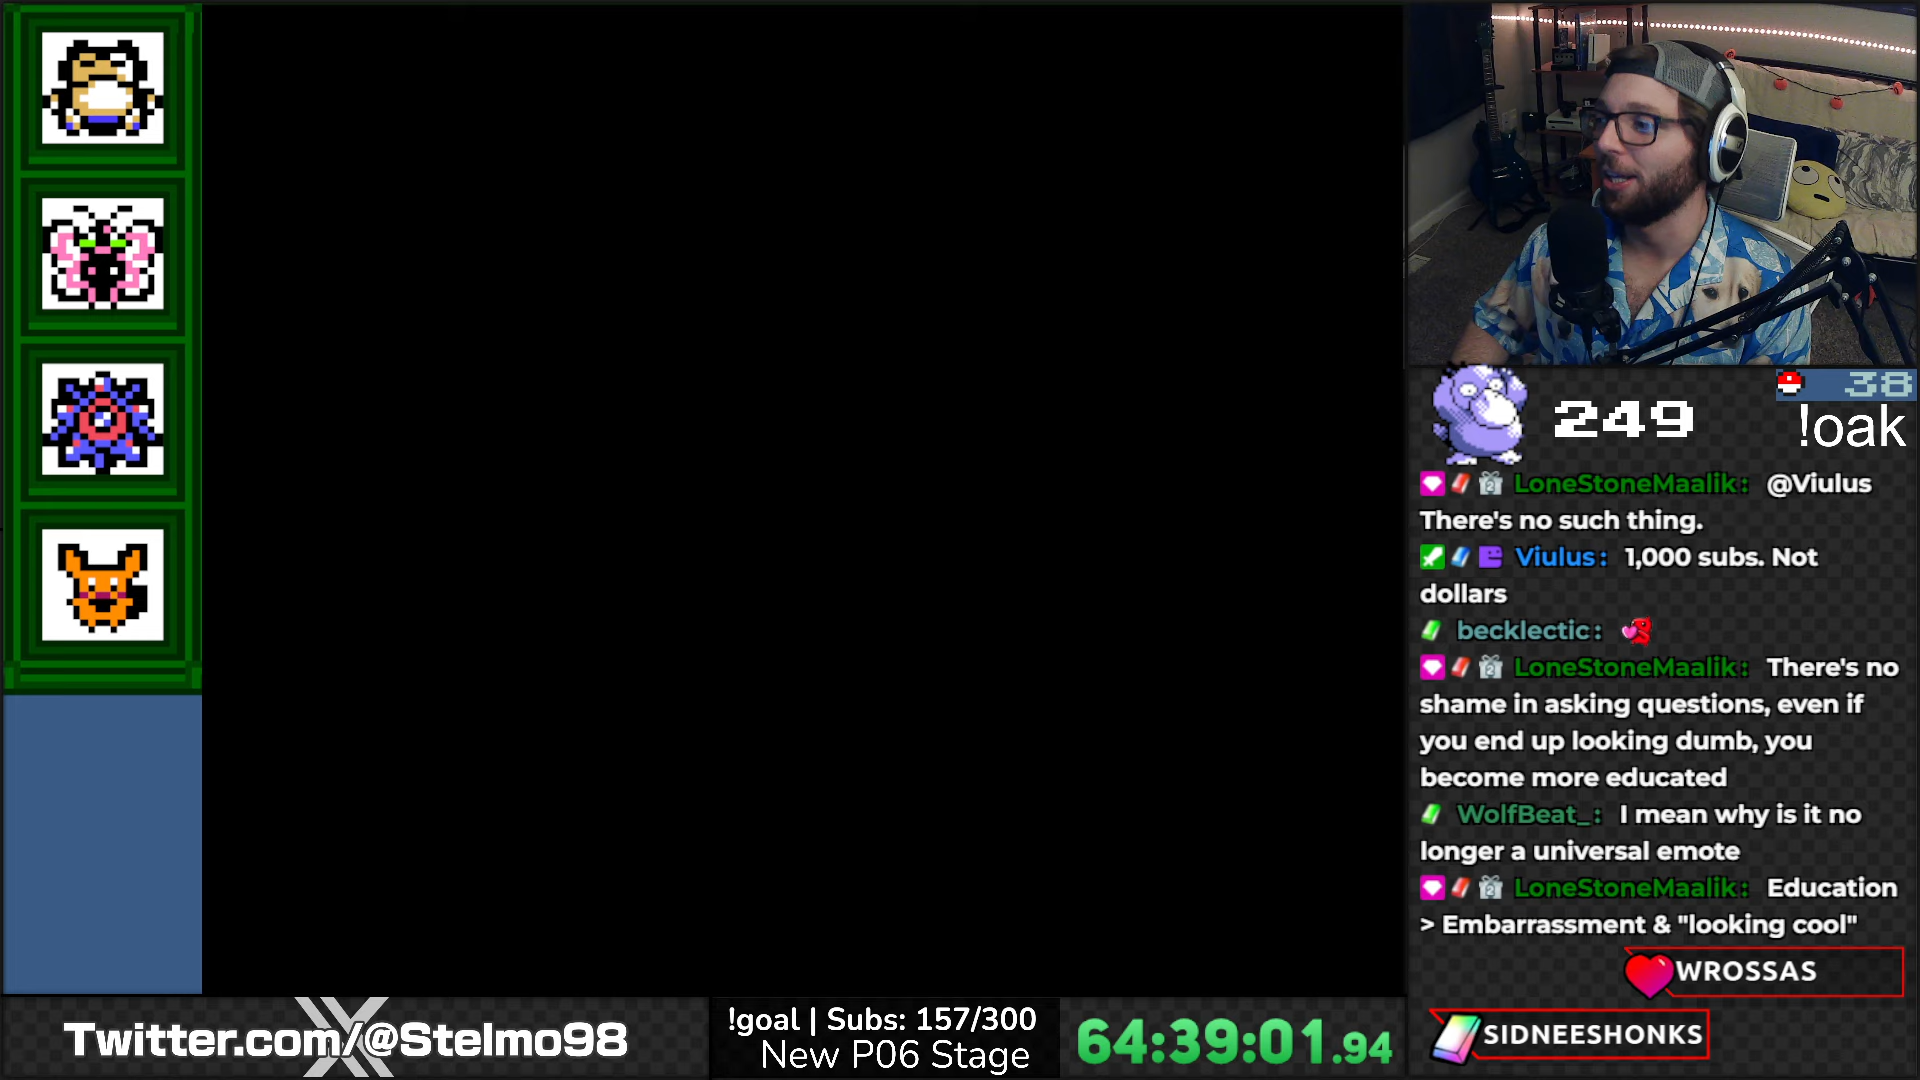 38
249
!oak
LoneStoneMaalik: @Viulus
There's no such thing.
Viulus: 1,000 subs. Not
dollars
becklectic:
LoneStoneMaalik: There's no
shame in asking questions, even if
you end up looking dumb, you
become more educated
WolfBeat_: I mean why is it no
longer a universal emote
LoneStoneMaalik: Education
> Embarrassment & "looking cool"
WROSSAS
SIDNEESHONKS
Twitter.com/@Stelmo98
!goal | Subs: 157/300
New P06 Stage
64:39:01.94